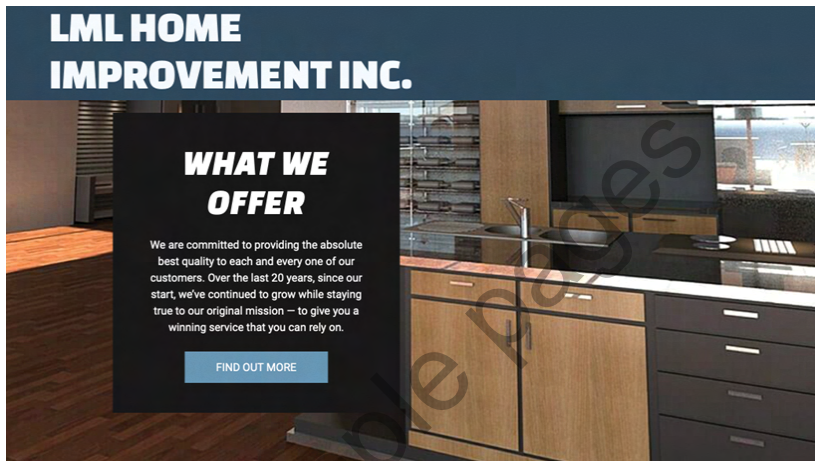 LML HOME
IMPROVEMENT INC.
WHAT WE
OFFER
We are committed to providing the absolute
best quality to each and every one of our
customers. Over the last 20 years, since our
start, we've continued to grow while staying
true to our original mission — to give you a
winning service that you can rely on.
FIND OUT MORE
ple pages